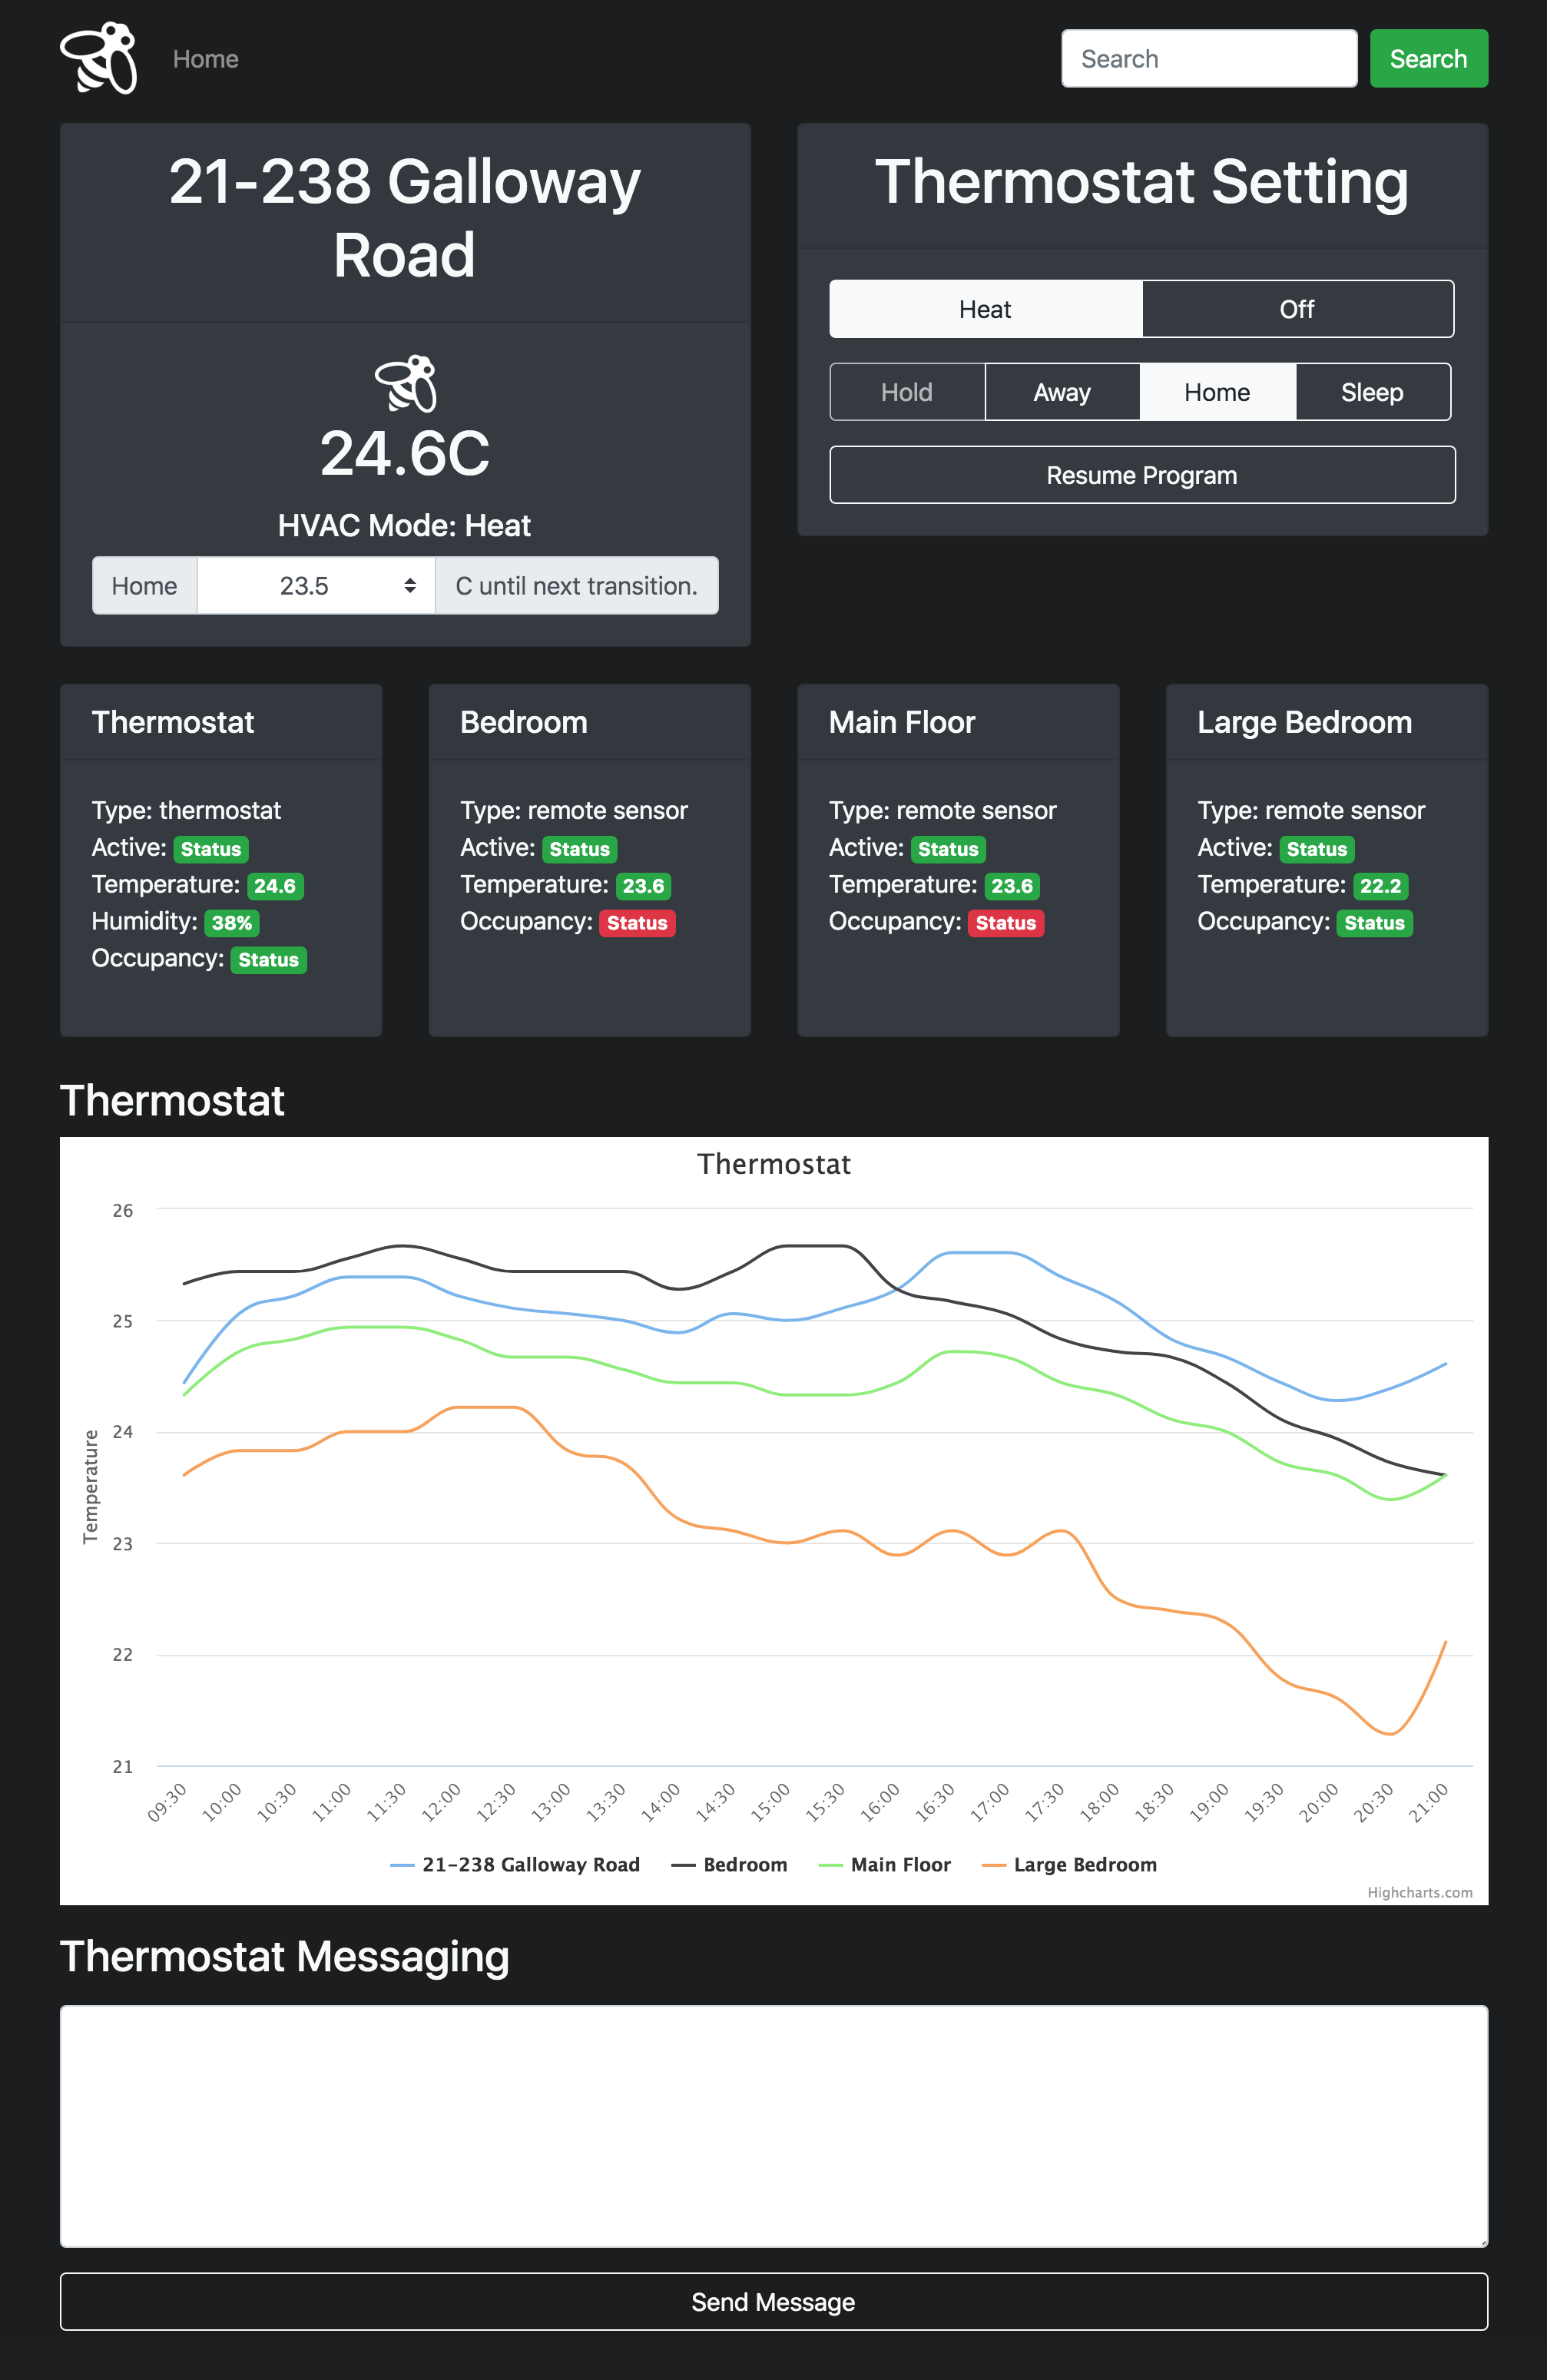 Home
Search
Search
21-238 Galloway
Road
24.6C
HVAC Mode: Heat
Home 23.5 C until next transition.
Thermostat Setting
Heat Off
Hold Away Home Sleep
Resume Program
Thermostat
Type: thermostat
Active: Status
Temperature: 24.6
Humidity: 38%
Occupancy: Status
Bedroom
Type: remote sensor
Active: Status
Temperature: 23.6
Occupancy: Status
Main Floor
Type: remote sensor
Active: Status
Temperature: 23.6
Occupancy: Status
Large Bedroom
Type: remote sensor
Active: Status
Temperature: 22.2
Occupancy: Status
Thermostat
Thermostat
Temperature
26
25
24
23
22
21
09:30 10:00 10:30 11:00 11:30 12:00 12:30 13:00 13:30 14:00 14:30 15:00 15:30 16:00 16:30 17:00 17:30 18:00 18:30 19:00 19:30 20:00 20:30 21:00
21-238 Galloway Road Bedroom Main Floor Large Bedroom
Highcharts.com
Thermostat Messaging
Send Message